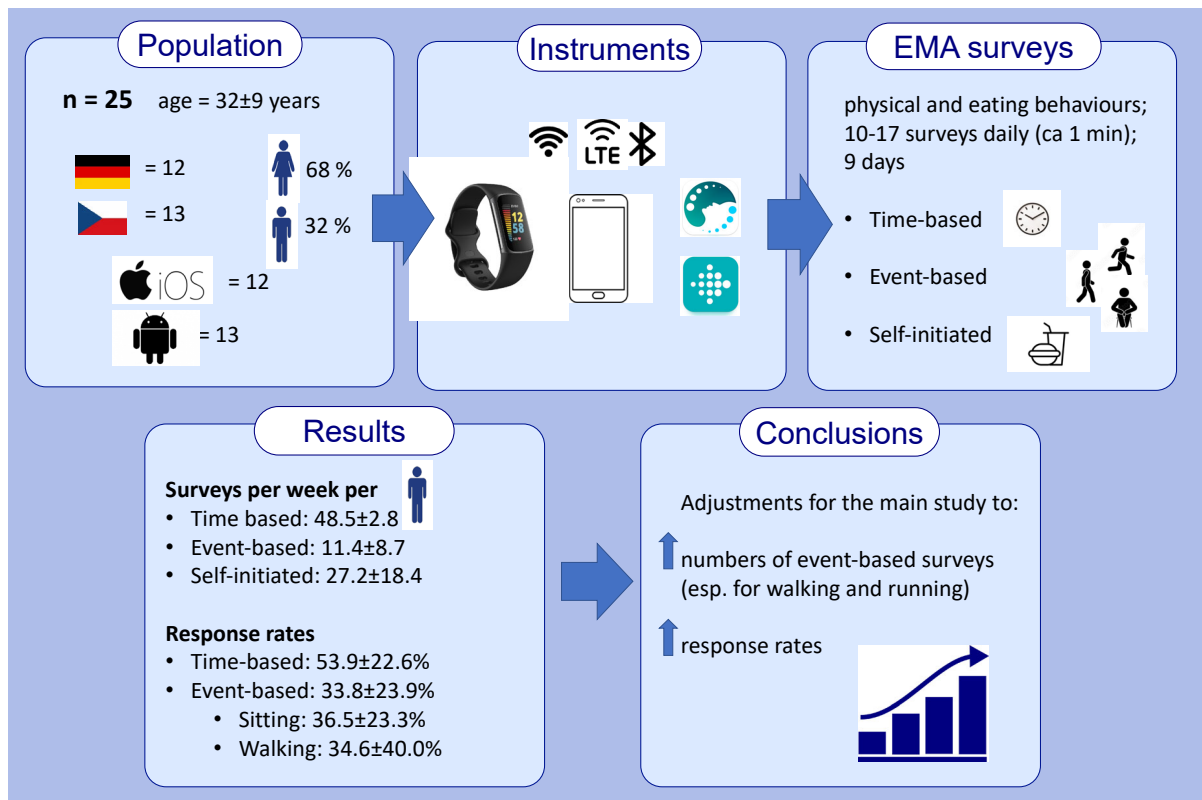 Population
n = 25 age = 32±9 years
= 12
68 %
= 13
32 %
iOS = 12
= 13
Instruments
LTE
12
58
EMA surveys
physical and eating behaviours;
10-17 surveys daily (ca 1 min);
9 days
• Time-based
• Event-based
• Self-initiated
Results
Surveys per week per
• Time based: 48.5±2.8
• Event-based: 11.4±8.7
• Self-initiated: 27.2±18.4
Response rates
• Time-based: 53.9±22.6%
• Event-based: 33.8±23.9%
• Sitting: 36.5±23.3%
• Walking: 34.6±40.0%
Conclusions
Adjustments for the main study to:
numbers of event-based surveys
(esp. for walking and running)
response rates